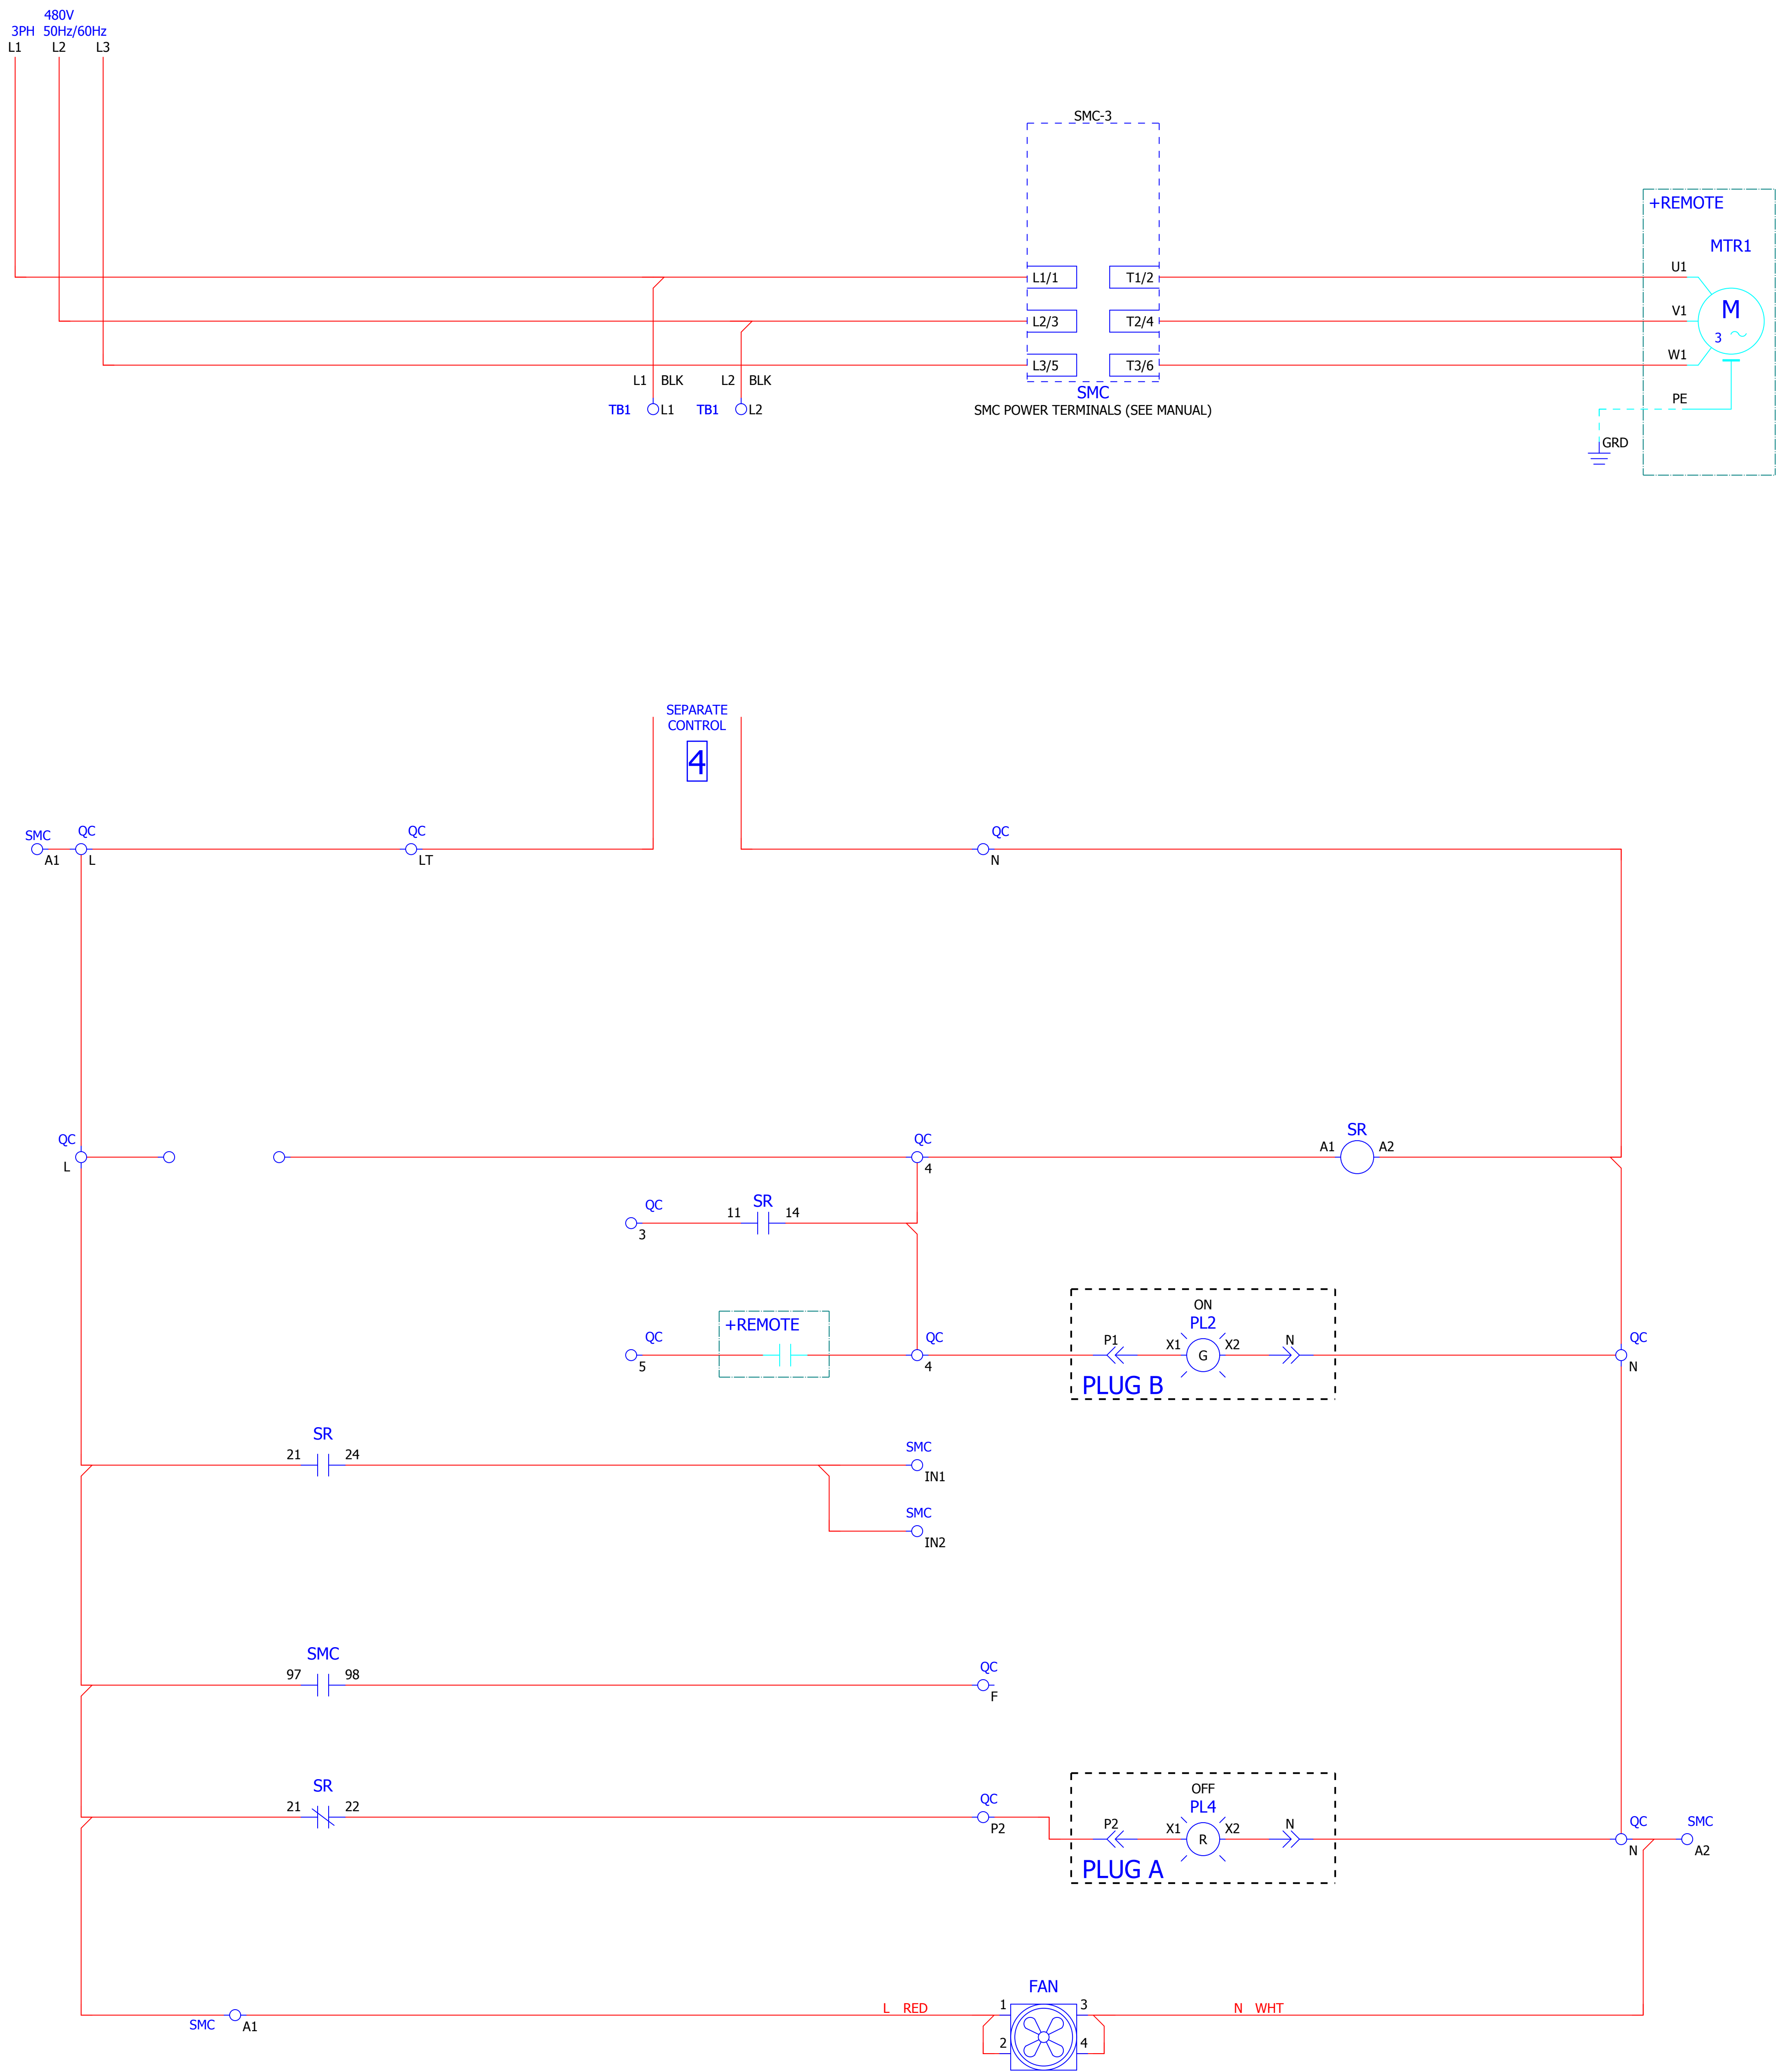 480V
3PH 50Hz/60Hz
L1 L2 L3
SMC-3
+REMOTE
MTR1
U1
L1/1 T1/2
M
V1
L2/3 T2/4
3
W1
L3/5 T3/6
L1 BLK L2 BLK
SMC
PE
TB1 L1 TB1 L2
SMC POWER TERMINALS (SEE MANUAL)
GRD
SEPARATE
CONTROL
4
SMC QC QC QC
A1 L LT N
QC QC SR
A1 A2
L 4
QC SR
11 14
3
ON
QC +REMOTE QC PL2 QC
P1 X1 X2 N
G
5 4 N
PLUG B
SR
21 24 SMC
IN1
SMC
IN2
SMC
97 98 QC
F
SR OFF
21 22 QC PL4 QC SMC
P2 P2 X1 X2 N
R
N A2
PLUG A
FAN
L RED 1 3 N WHT
SMC A1
2 4